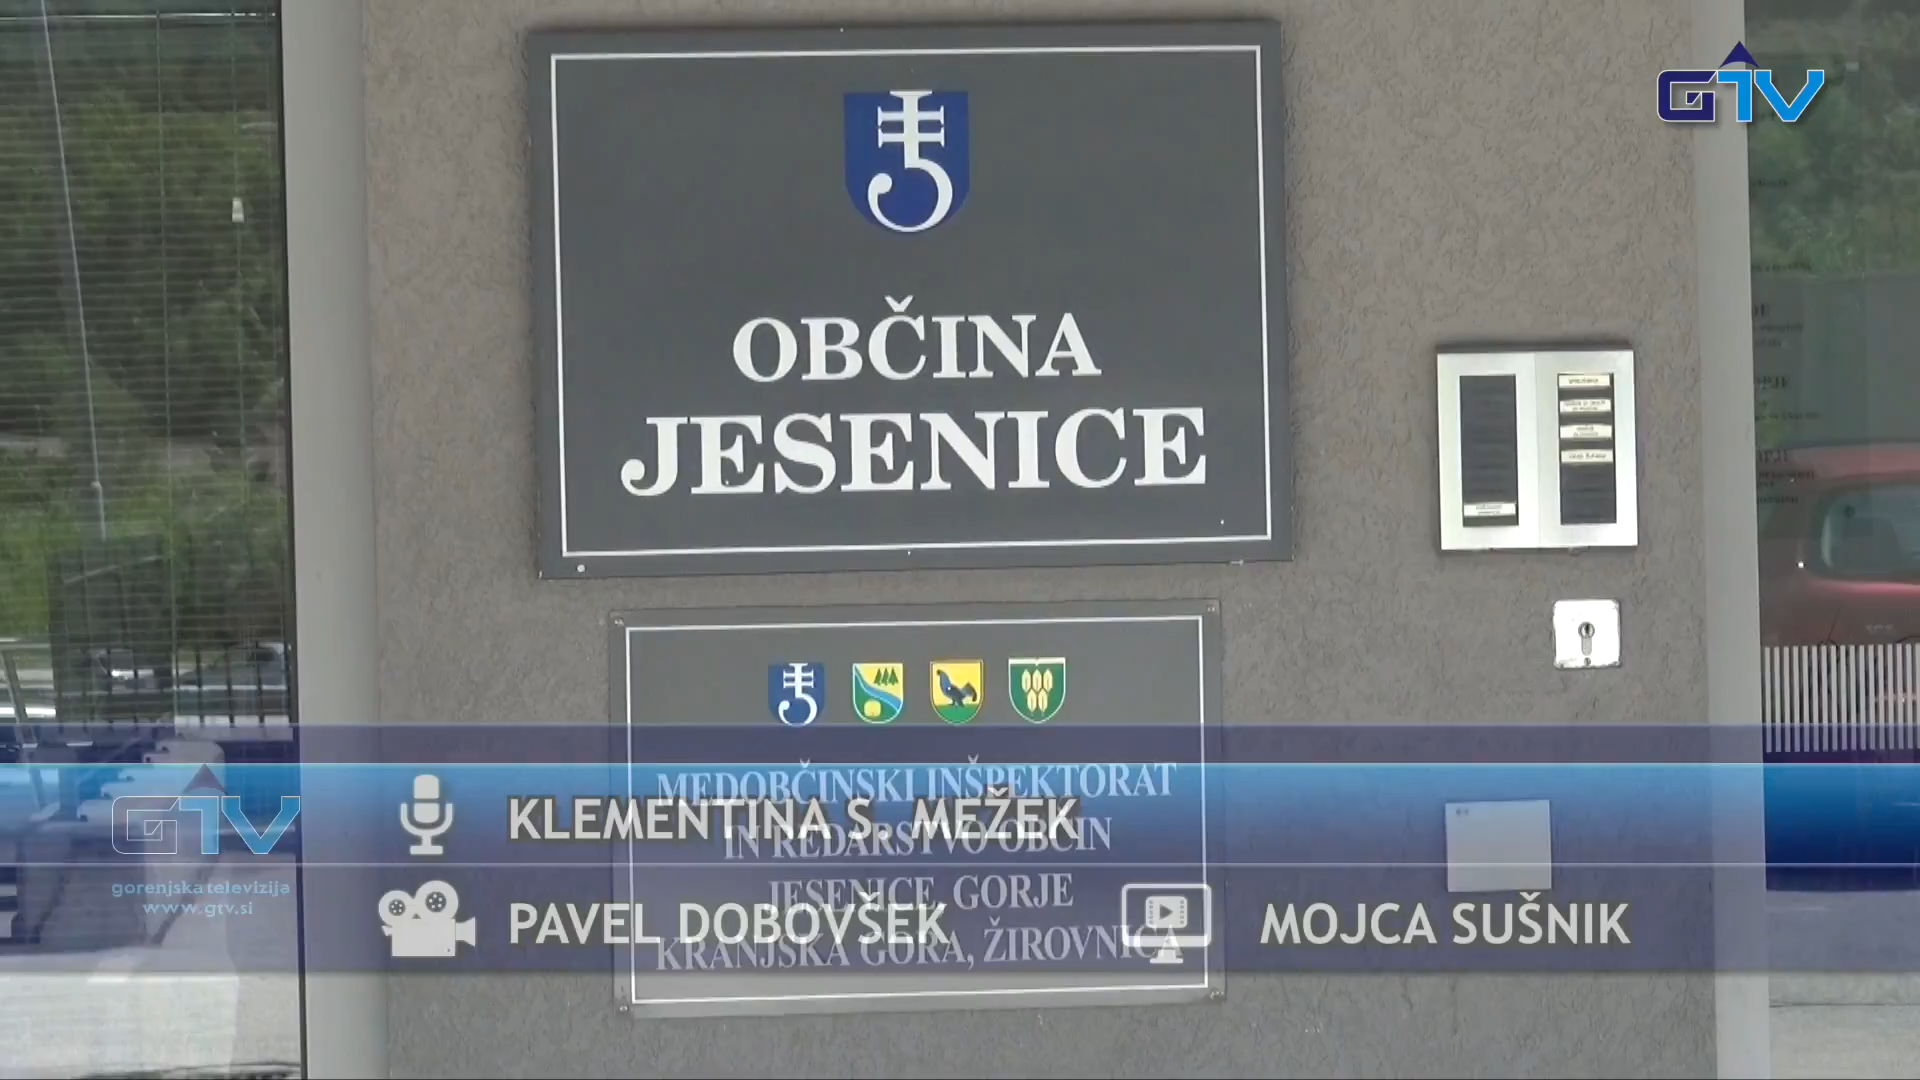 GTV
OBČINA
JESENICE
MEDOBČINSKI INŠPEKTORAT
IN REDARSTVO OBČIN
JESENICE, GORJE
KRANJSKA GORA, ŽIROVNICA
GTV
gorenjska televizija
www.gtv.si
KLEMENTINA S. MEŽEK
PAVEL DOBOVŠEK
MOJCA SUŠNIK